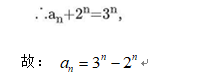 ∴aₙ+2ⁿ=3ⁿ,
故： aₙ = 3ⁿ − 2ⁿ↵